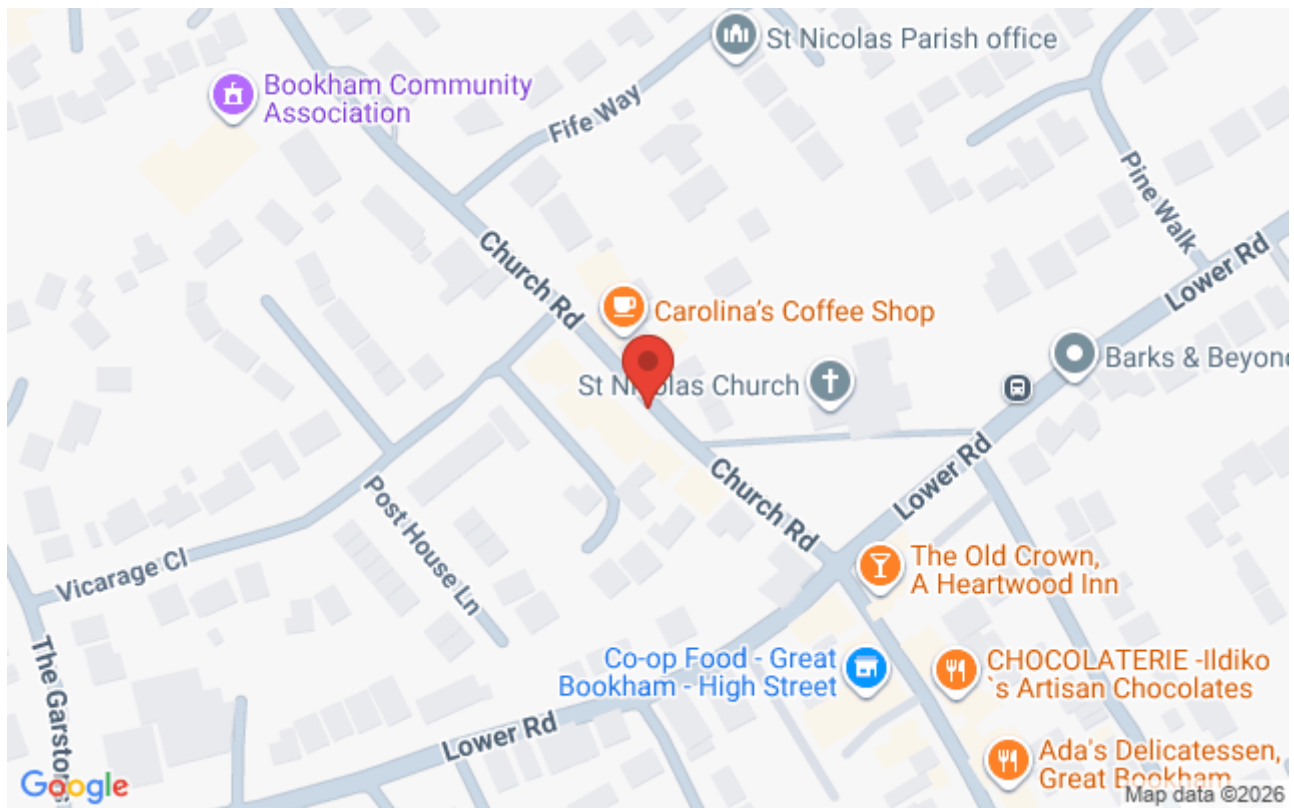 St Nicolas Parish office
Bookham Community
Association
Fife Way
Pine Walk
Church Rd
Lower Rd
Carolina's Coffee Shop
Barks & Beyond
St Nicolas Church
Lower Rd
Church Rd
Post House Ln
Vicarage Cl
The Old Crown,
A Heartwood Inn
The Garstons
Co-op Food - Great
Bookham - High Street
CHOCOLATERIE -Ildiko
`s Artisan Chocolates
Lower Rd
Ada's Delicatessen,
Great Bookham
Google
Map data ©2026